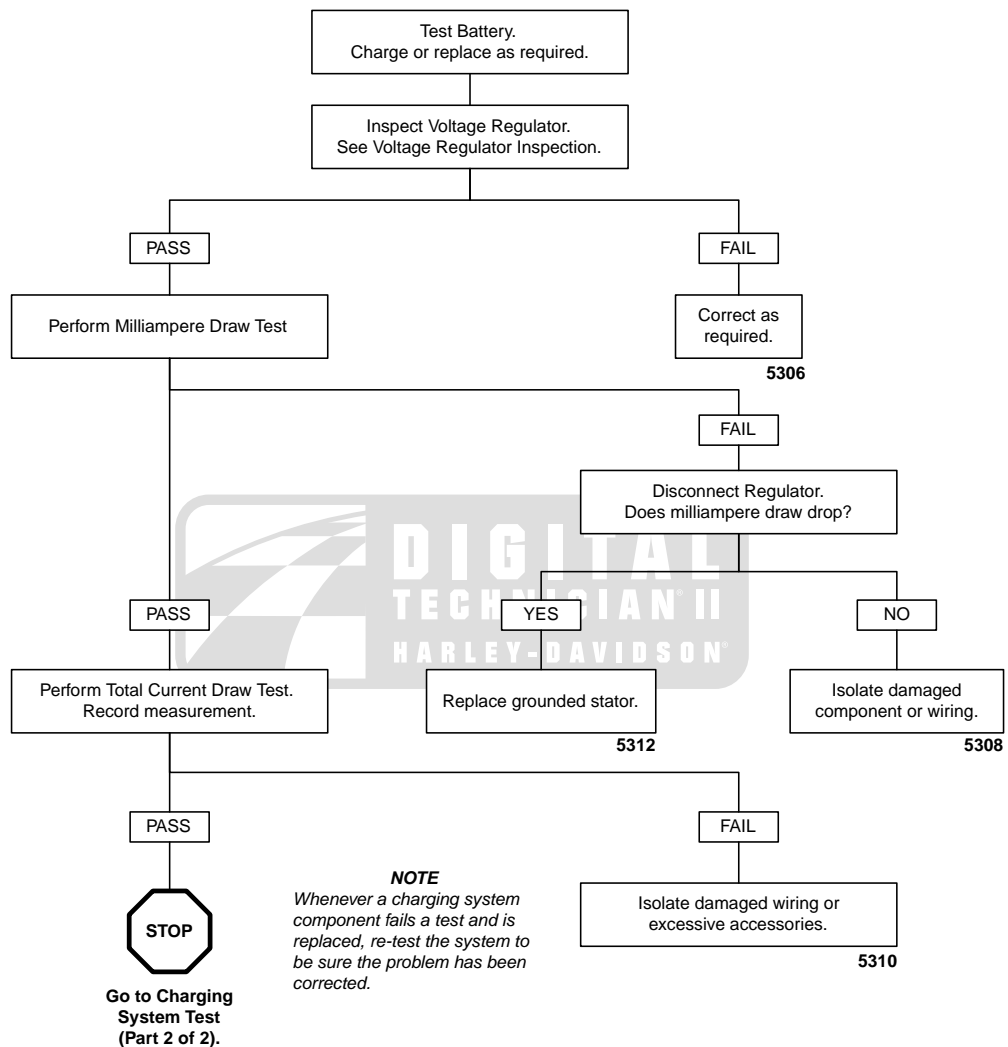 Test Battery.
Charge or replace as required.
Inspect Voltage Regulator.
See Voltage Regulator Inspection.
PASS
FAIL
Perform Milliampere Draw Test
Correct as
required.
5306
FAIL
Disconnect Regulator.
Does milliampere draw drop?
DIGITAL
TECHNICIAN® II
HARLEY-DAVIDSON®
PASS
YES
NO
Perform Total Current Draw Test.
Record measurement.
Replace grounded stator.
5312
Isolate damaged
component or wiring.
5308
PASS
FAIL
STOP
Go to Charging
System Test
(Part 2 of 2).
NOTE
Whenever a charging system
component fails a test and is
replaced, re-test the system to
be sure the problem has been
corrected.
Isolate damaged wiring or
excessive accessories.
5310